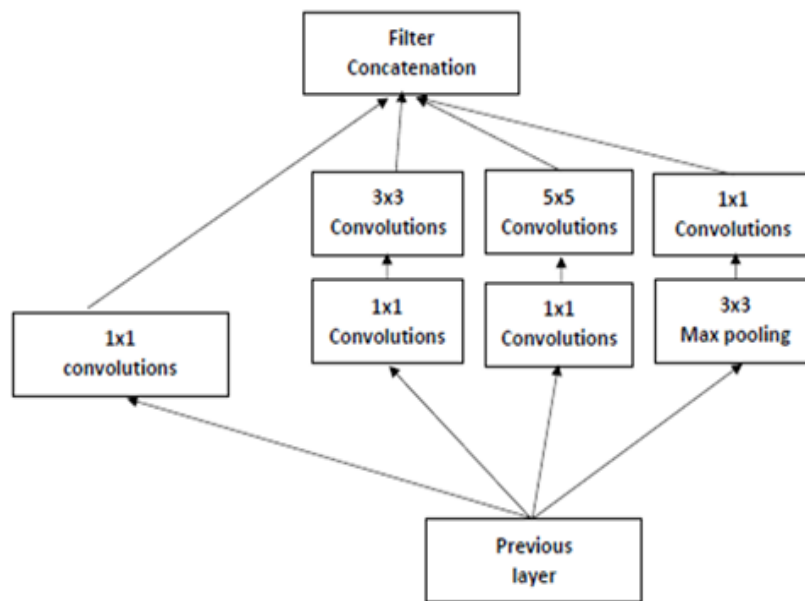 Filter
Concatenation
3x3
Convolutions
5x5
Convolutions
1x1
Convolutions
1x1
convolutions
1x1
Convolutions
1x1
Convolutions
3x3
Max pooling
Previous
layer